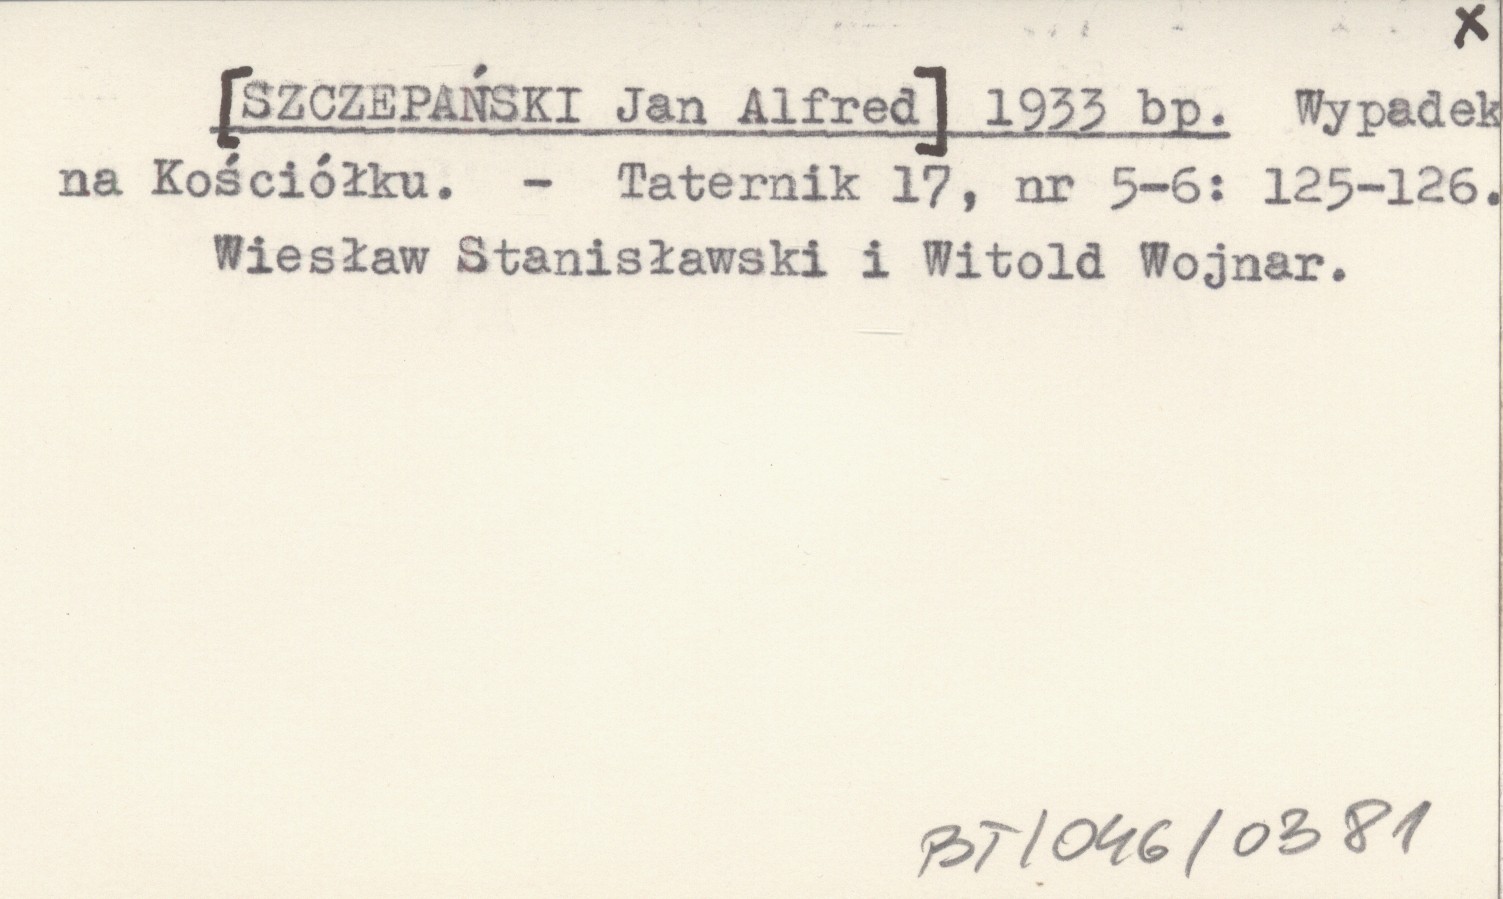 x
[SZCZEPAŃSKI Jan Alfred] 1933 bp. Wypadek
na Kościółku. - Taternik 17, nr 5-6: 125-126.
Wiesław Stanisławski i Witold Wojnar.
BT/046/0381